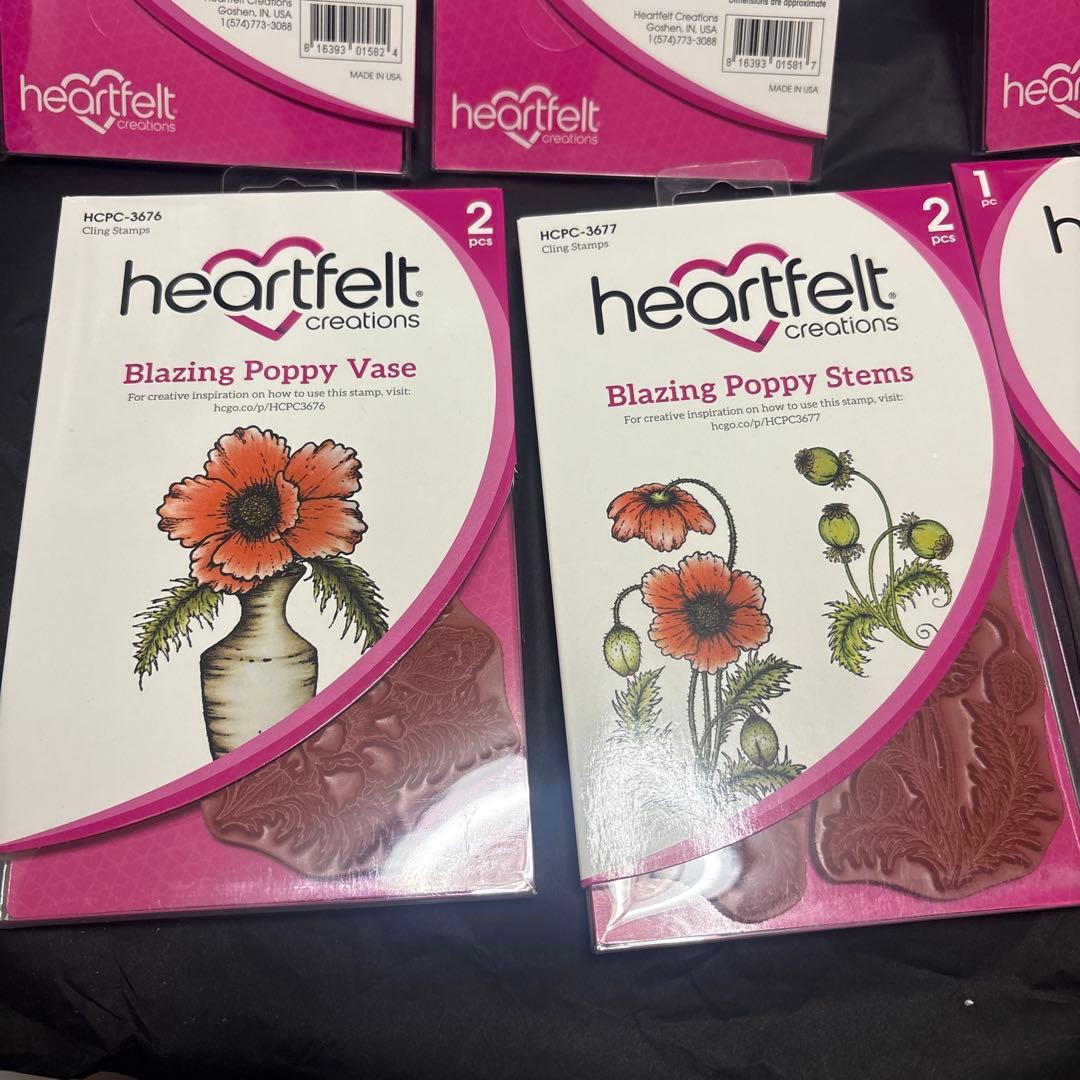 Heartfelt Creations
Goshen, IN, USA
1(574)773-3088
8 16393 01582 4
MADE IN USA
heartfelt
creations
Dimensions are approximate
Heartfelt Creations
Goshen, IN, USA
1(574)773-3088
8 16393 01581 7
MADE IN USA
heartfelt
creations
HCPC-3676
Cling Stamps
2
pcs
heartfelt®
creations
Blazing Poppy Vase
For creative inspiration on how to use this stamp, visit:
hcgo.co/p/HCPC3676
HCPC-3677
Cling Stamps
2
pcs
heartfelt®
creations
Blazing Poppy Stems
For creative inspiration on how to use this stamp, visit:
hcgo.co/p/HCPC3677
1
pc